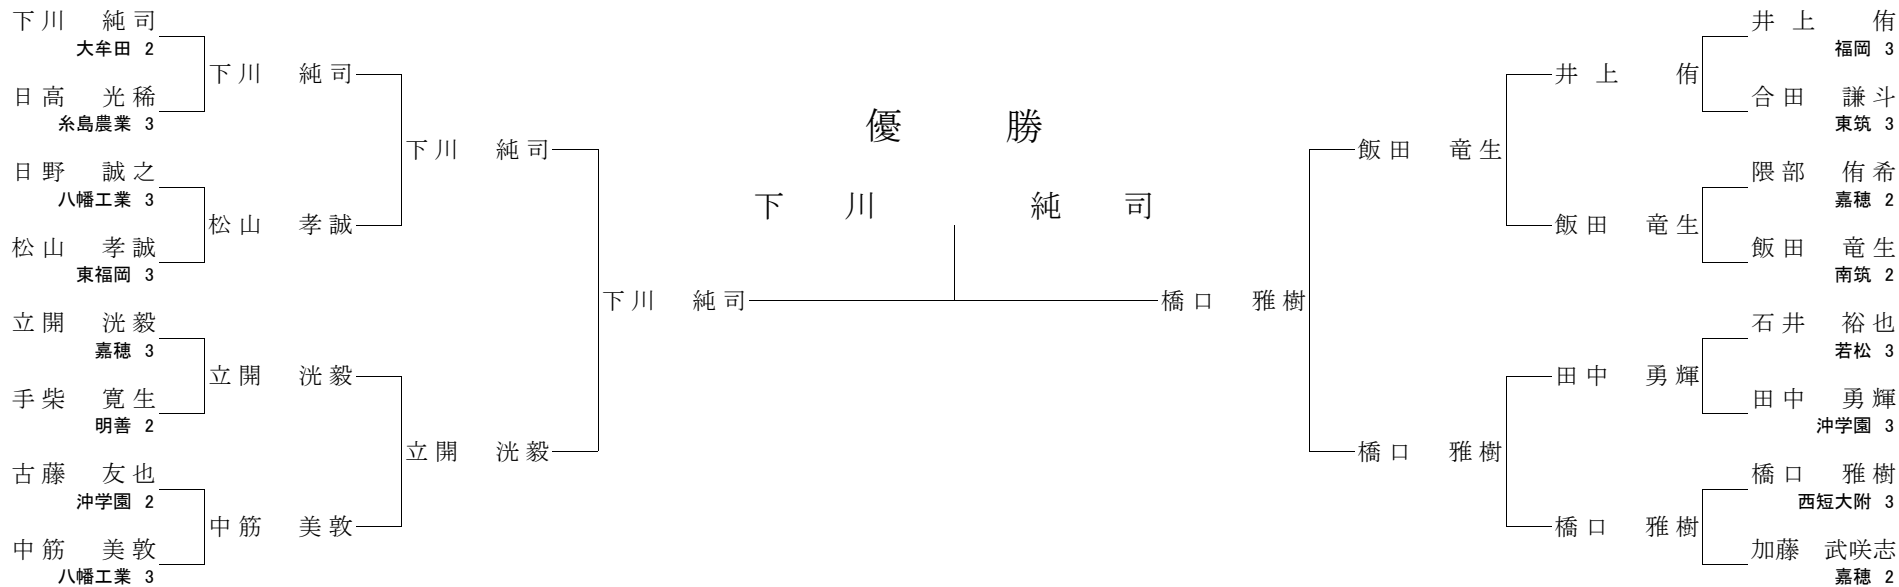 下川 純司
大牟田 2
日高 光稀
糸島農業 3
日野 誠之
八幡工業 3
松山 孝誠
東福岡 3
立開 洸毅
嘉穂 3
手柴 寛生
明善 2
古藤 友也
沖学園 2
中筋 美敦
八幡工業 3
下川 純司
松山 孝誠
立開 洸毅
中筋 美敦
下川 純司
立開 洸毅
下川 純司
優 勝
下川 純司
橋口 雅樹
飯田 竜生
橋口 雅樹
井上 侑
飯田 竜生
田中 勇輝
橋口 雅樹
井上 侑
福岡 3
合田 謙斗
東筑 3
隈部 侑希
嘉穂 2
飯田 竜生
南筑 2
石井 裕也
若松 3
田中 勇輝
沖学園 3
橋口 雅樹
西短大附 3
加藤 武咲志
嘉穂 2